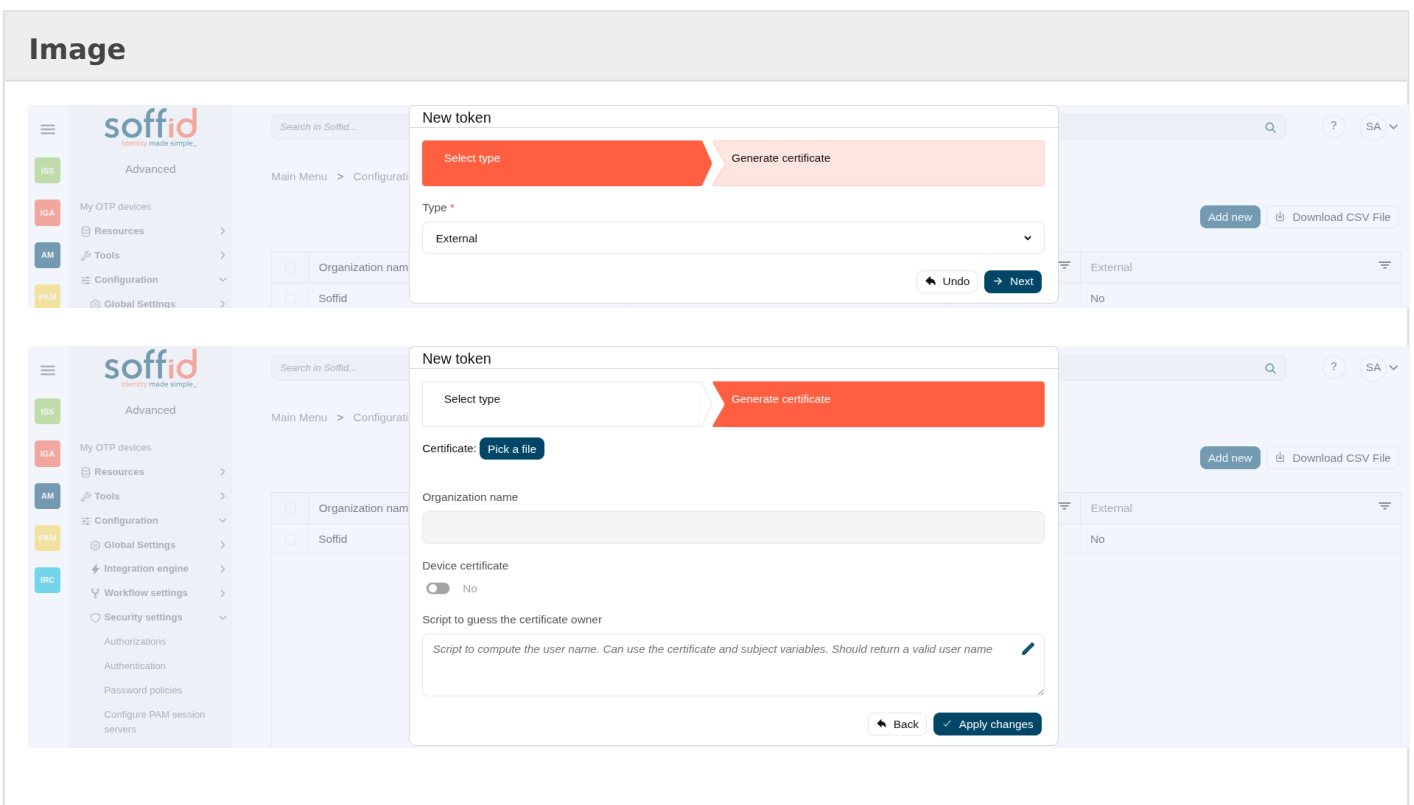 Image
soffid
Identity made simple_
Search in Soffid...
New token
? SA
Select type
Generate certificate
ISS
Advanced
Main Menu > Configurati
Type *
IGA
My OTP devices
Resources
External
Add new
Download CSV File
AM
Tools
Organization nam
External
Configuration
Undo
Next
PAM
Global Settings
Soffid
No
soffid
Identity made simple_
Search in Soffid...
New token
? SA
Select type
Generate certificate
ISS
Advanced
Main Menu > Configurati
Certificate: Pick a file
IGA
My OTP devices
Add new
Download CSV File
Resources
AM
Tools
Organization name
Organization nam
External
Configuration
PAM
Global Settings
Soffid
No
Integration engine
Device certificate
IRC
Workflow settings
No
Security settings
Script to guess the certificate owner
Authorizations
Script to compute the user name. Can use the certificate and subject variables. Should return a valid user name
Authentication
Password policies
Configure PAM session
servers
Back
Apply changes